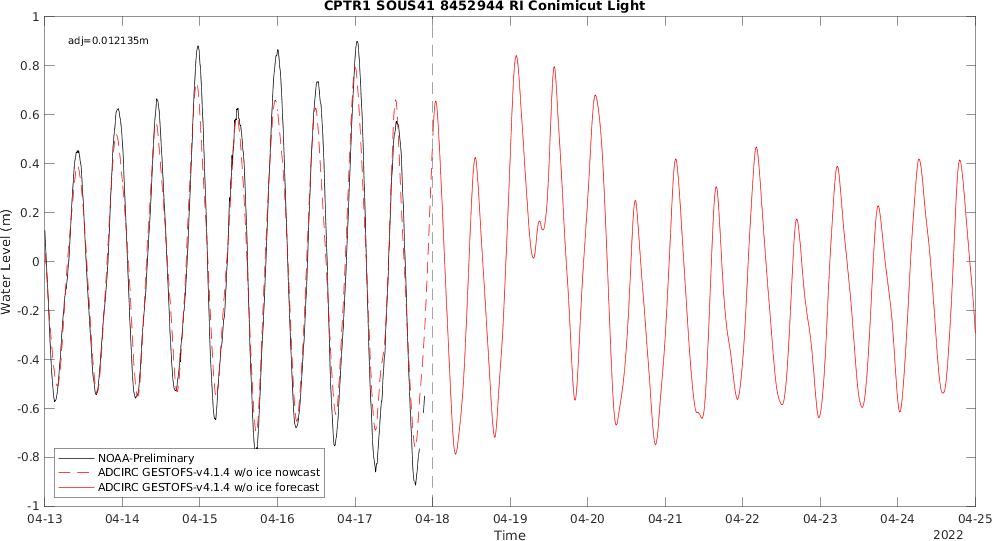 CPTR1 SOUS41 8452944 RI Conimicut Light
adj=0.012135m
1
0.8
0.6
0.4
0.2
0
-0.2
-0.4
-0.6
-0.8
-1
Water Level (m)
NOAA-Preliminary
ADCIRC GESTOFS-v4.1.4 w/o ice nowcast
ADCIRC GESTOFS-v4.1.4 w/o ice forecast
04-13 04-14 04-15 04-16 04-17 04-18 04-19 04-20 04-21 04-22 04-23 04-24 04-25
Time
2022